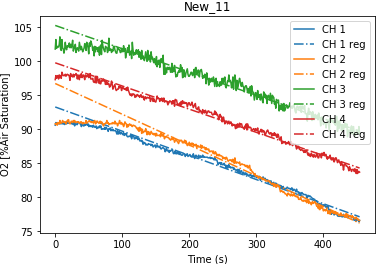 New_11
O2 [%Air Saturation]
105
100
95
90
85
80
75
0
100
200
300
400
Time (s)
CH 1
CH 1 reg
CH 2
CH 2 reg
CH 3
CH 3 reg
CH 4
CH 4 reg